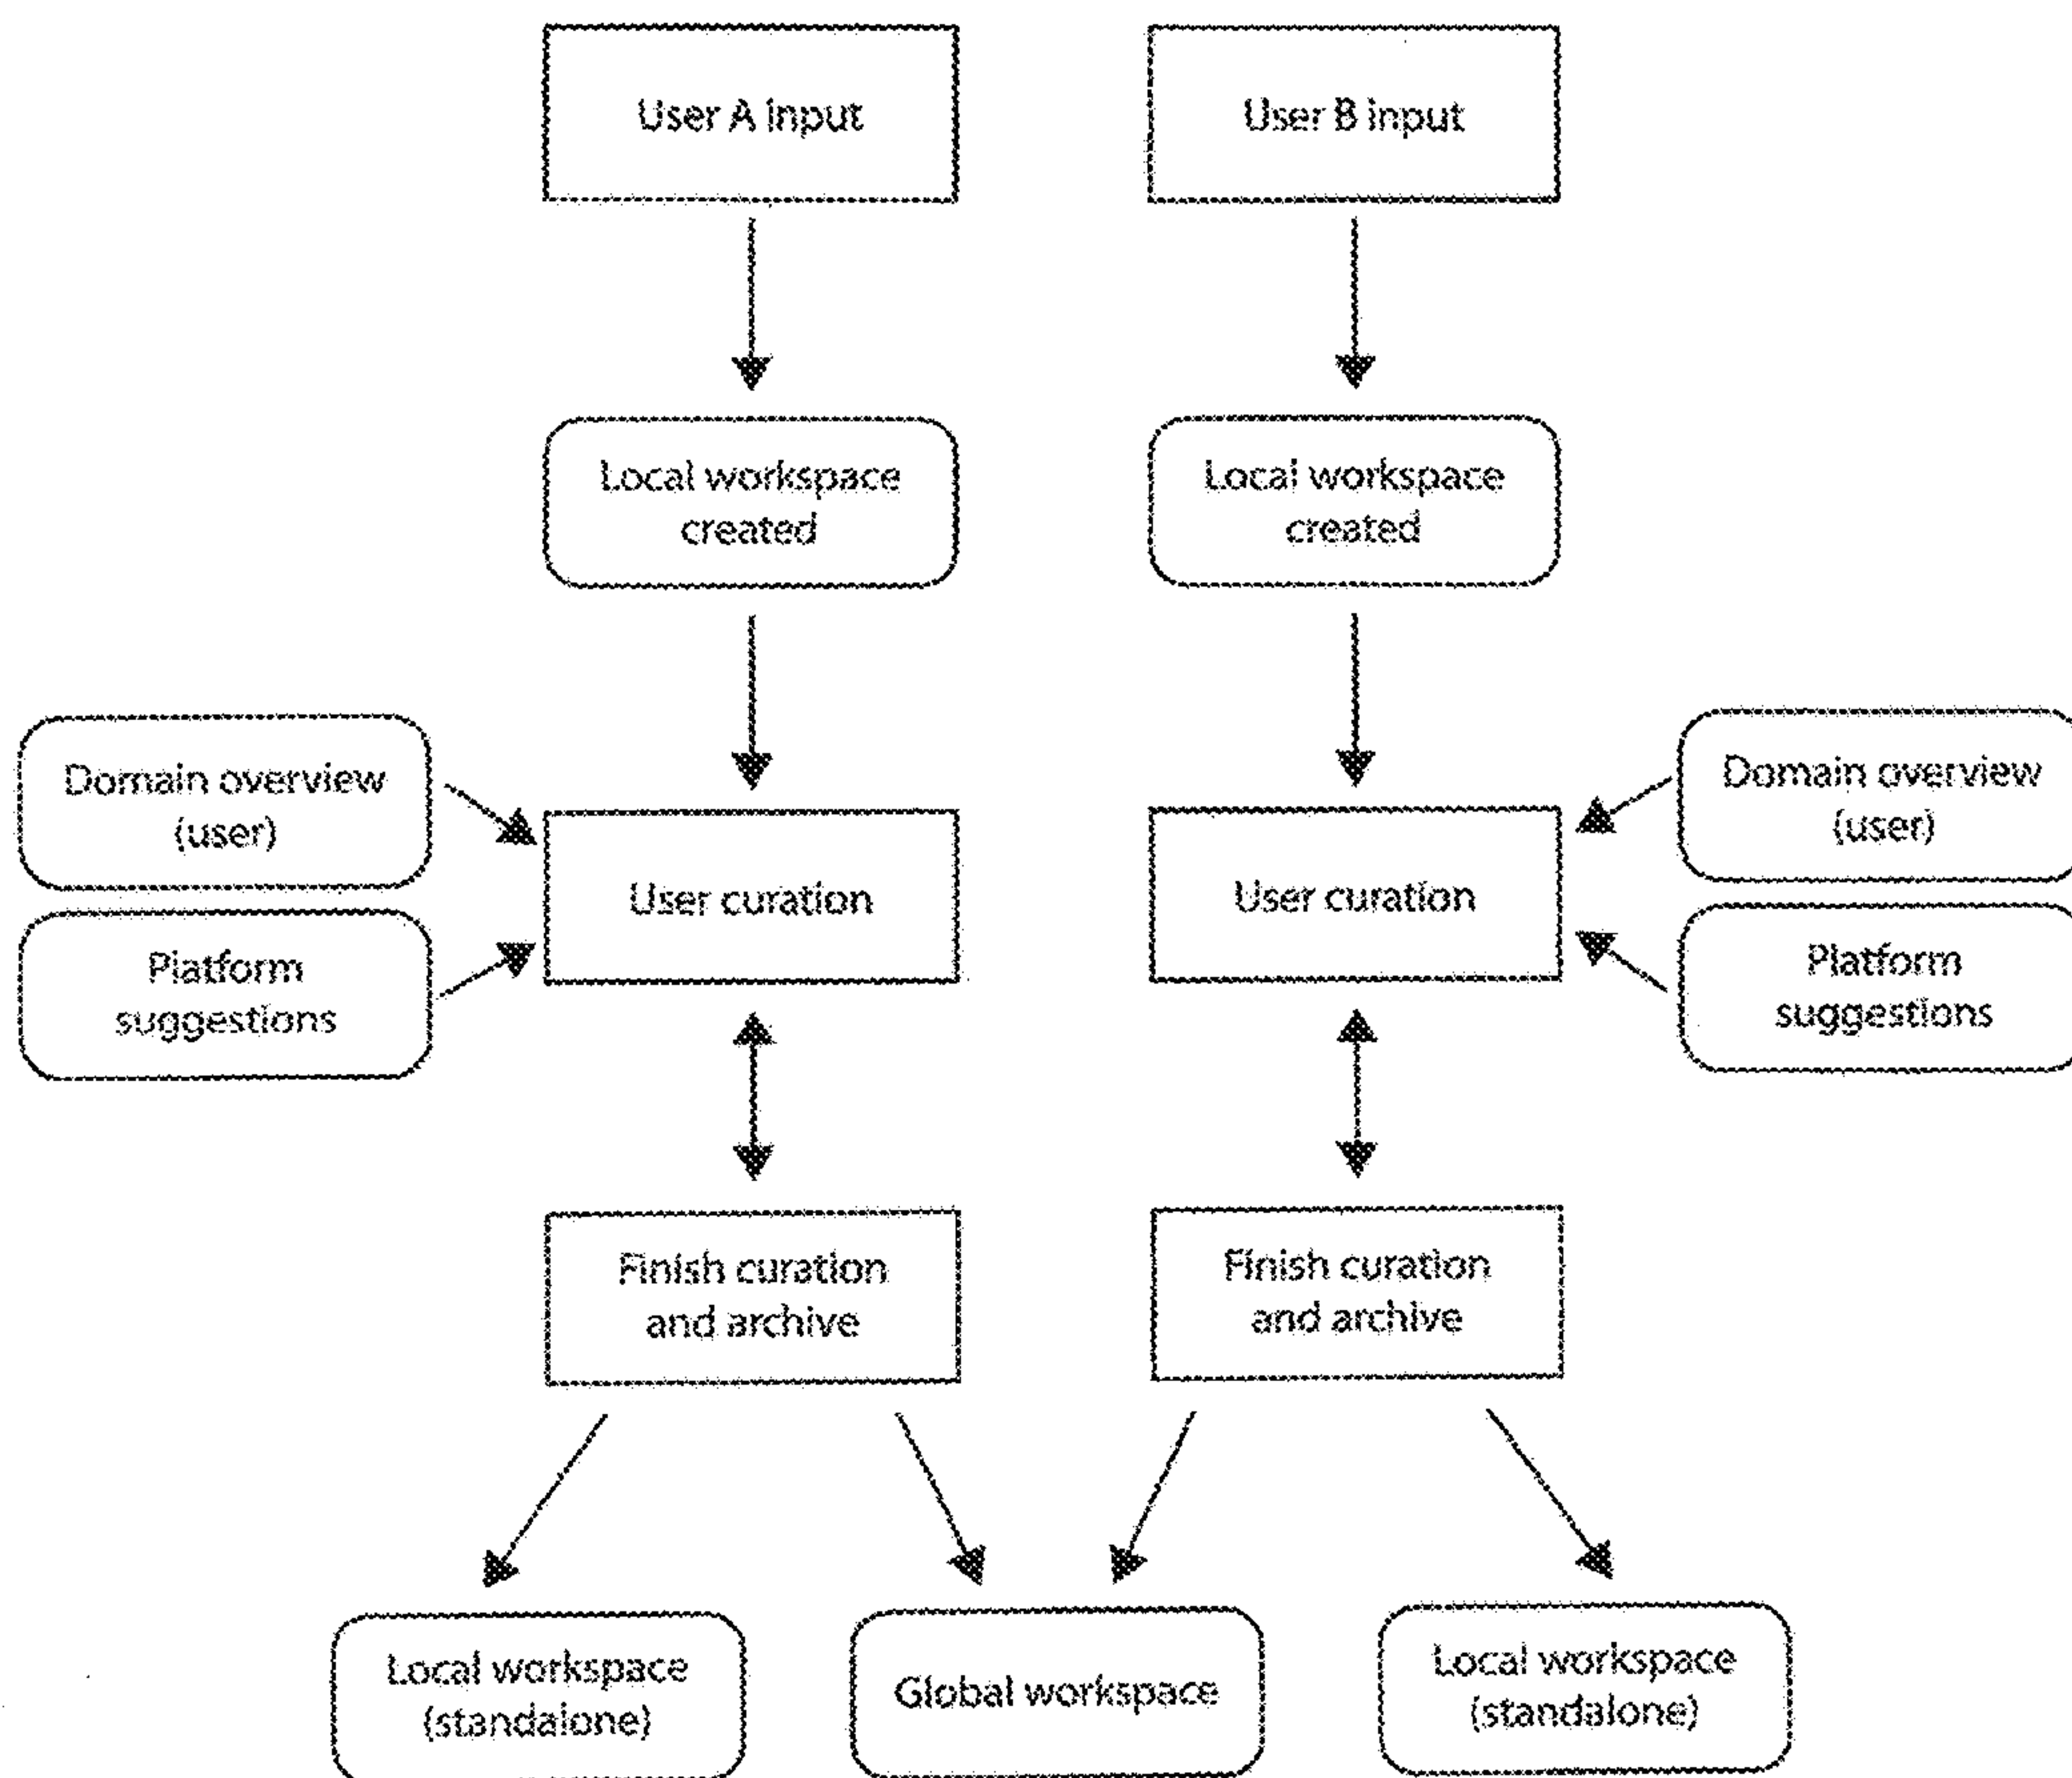 User A input
User B input
Local workspace
created
Local workspace
created
Domain overview
(user)
Domain overview
(user)
User curation
User curation
Platform
suggestions
Platform
suggestions
Finish curation
and archive
Finish curation
and archive
Local workspace
(standalone)
Global workspace
Local workspace
(standalone)